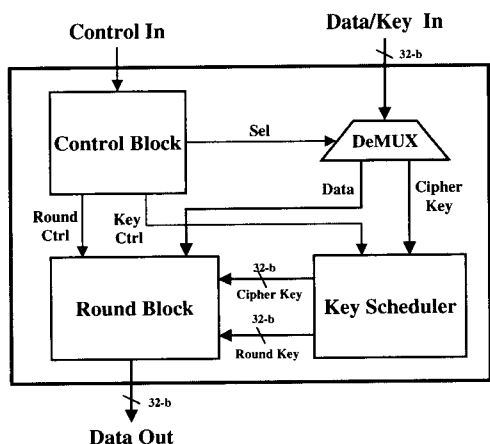 Control In
Data/Key In
32-b
Control Block
Sel
DeMUX
Data
Cipher
Key
Round
Ctrl
Key
Ctrl
32-b
Cipher Key
Round Block
Key Scheduler
32-b
Round Key
32-b
Data Out